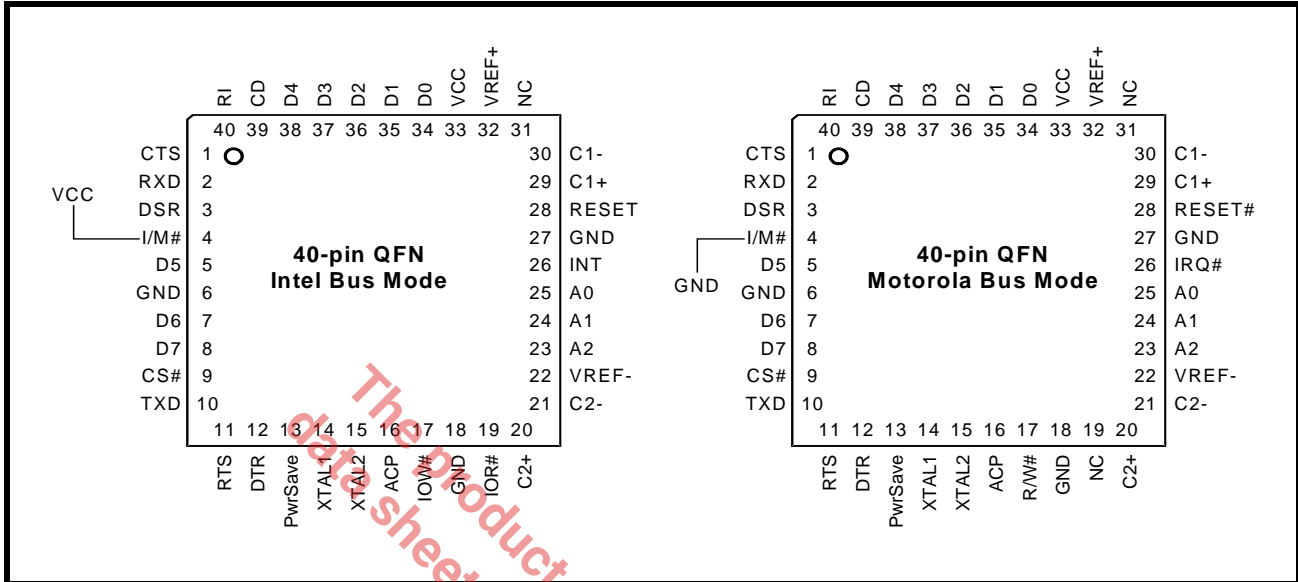 RI CD D4 D3 D2 D1 D0 VCC VREF+ NC
40 39 38 37 36 35 34 33 32 31
CTS 1
RXD 2
DSR 3
VCC
I/M# 4
D5 5
GND 6
D6 7
D7 8
CS# 9
TXD 10
40-pin QFN
Intel Bus Mode
30 C1-
29 C1+
28 RESET
27 GND
26 INT
25 A0
24 A1
23 A2
22 VREF-
21 C2-
11 12 13 14 15 16 17 18 19 20
RTS DTR PwrSave XTAL1 XTAL2 ACP IOW# GND IOR# C2+
RI CD D4 D3 D2 D1 D0 VCC VREF+ NC
40 39 38 37 36 35 34 33 32 31
CTS 1
RXD 2
DSR 3
I/M# 4
GND
D5 5
GND 6
D6 7
D7 8
CS# 9
TXD 10
40-pin QFN
Motorola Bus Mode
30 C1-
29 C1+
28 RESET#
27 GND
26 IRQ#
25 A0
24 A1
23 A2
22 VREF-
21 C2-
11 12 13 14 15 16 17 18 19 20
RTS DTR PwrSave XTAL1 XTAL2 ACP R/W# GND NC C2+
The product
data sheet